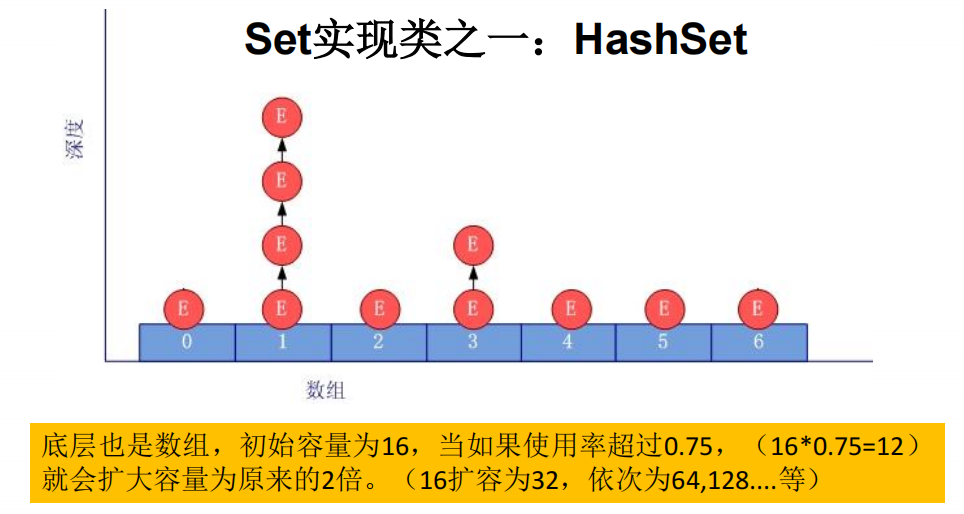 Set实现类之一：HashSet
深度
E
E
E
E
E
E
E
E
E
E
E
0 1 2 3 4 5 6
数组
底层也是数组，初始容量为16，当如果使用率超过0.75，（16*0.75=12）
就会扩大容量为原来的2倍。（16扩容为32，依次为64,128....等）